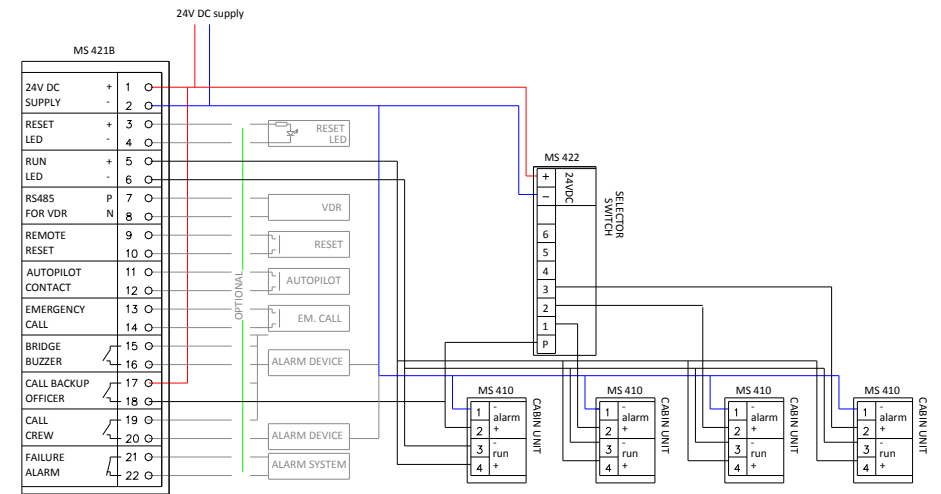 24V DC supply
MS 421B
24V DC + 1
SUPPLY - 2
RESET + 3
LED - 4
RUN + 5
LED - 6
RS485 P 7
FOR VDR N 8
REMOTE 9
RESET 10
AUTOPILOT 11
CONTACT 12
EMERGENCY 13
CALL 14
BRIDGE 15
BUZZER 16
CALL BACKUP 17
OFFICER 18
CALL 19
CREW 20
FAILURE 21
ALARM 22
OPTIONAL
RESET
LED
VDR
RESET
AUTOPILOT
EM. CALL
ALARM DEVICE
ALARM DEVICE
ALARM SYSTEM
MS 422
+
-
24VDC
6
5
4
3
2
1
P
SELECTOR
SWITCH
MS 410
1 -
alarm
2 +
3 -
run
4 +
CABIN UNIT
MS 410
1 -
alarm
2 +
3 -
run
4 +
CABIN UNIT
MS 410
1 -
alarm
2 +
3 -
run
4 +
CABIN UNIT
MS 410
1 -
alarm
2 +
3 -
run
4 +
CABIN UNIT